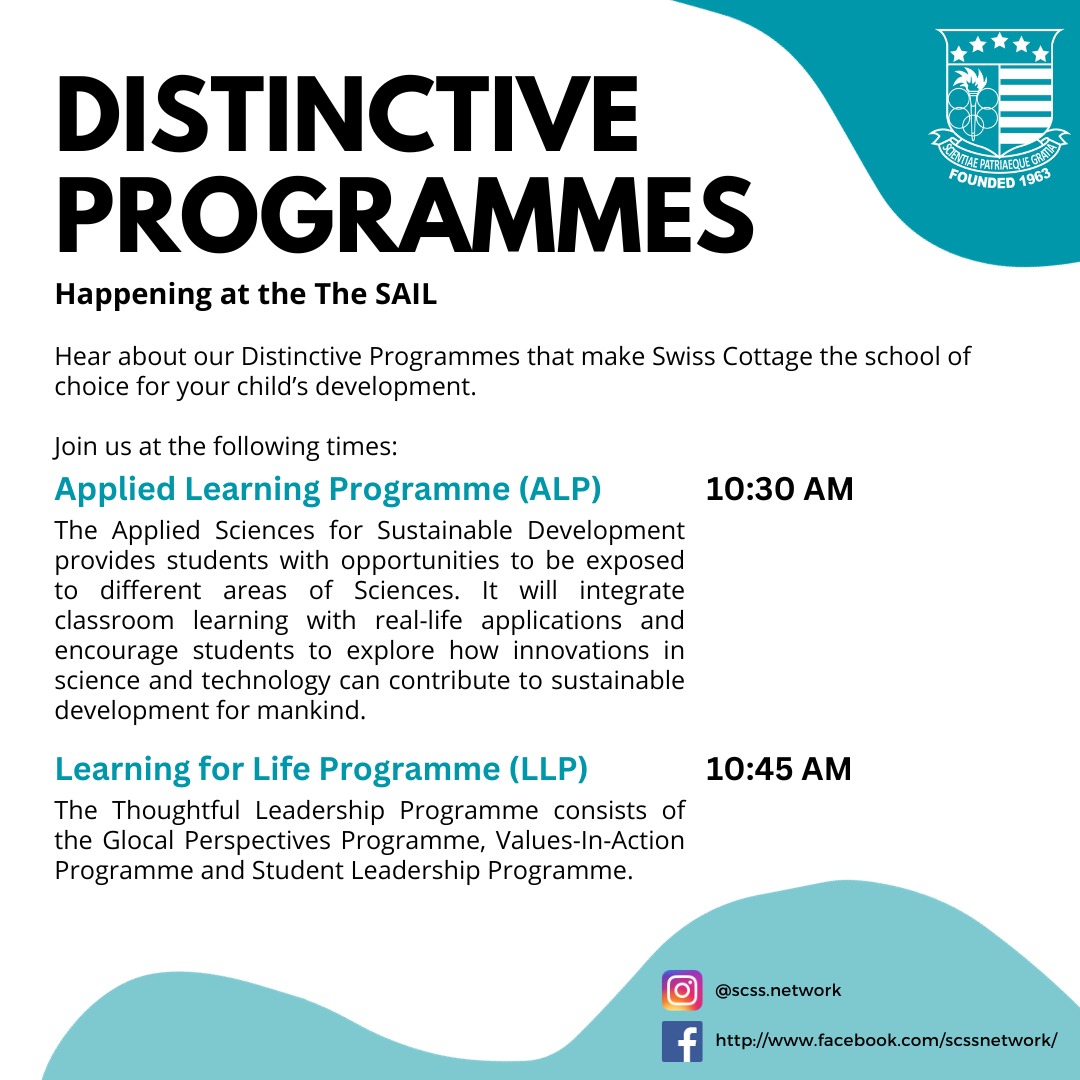 SCIENTIAE PATRIAEQUE GRATIA
FOUNDED 1963
DISTINCTIVE
PROGRAMMES
Happening at the The SAIL
Hear about our Distinctive Programmes that make Swiss Cottage the school of
choice for your child’s development.
Join us at the following times:
Applied Learning Programme (ALP) 10:30 AM
The Applied Sciences for Sustainable Development
provides students with opportunities to be exposed
to different areas of Sciences. It will integrate
classroom learning with real-life applications and
encourage students to explore how innovations in
science and technology can contribute to sustainable
development for mankind.
Learning for Life Programme (LLP) 10:45 AM
The Thoughtful Leadership Programme consists of
the Glocal Perspectives Programme, Values-In-Action
Programme and Student Leadership Programme.
@scss.network
http://www.facebook.com/scssnetwork/